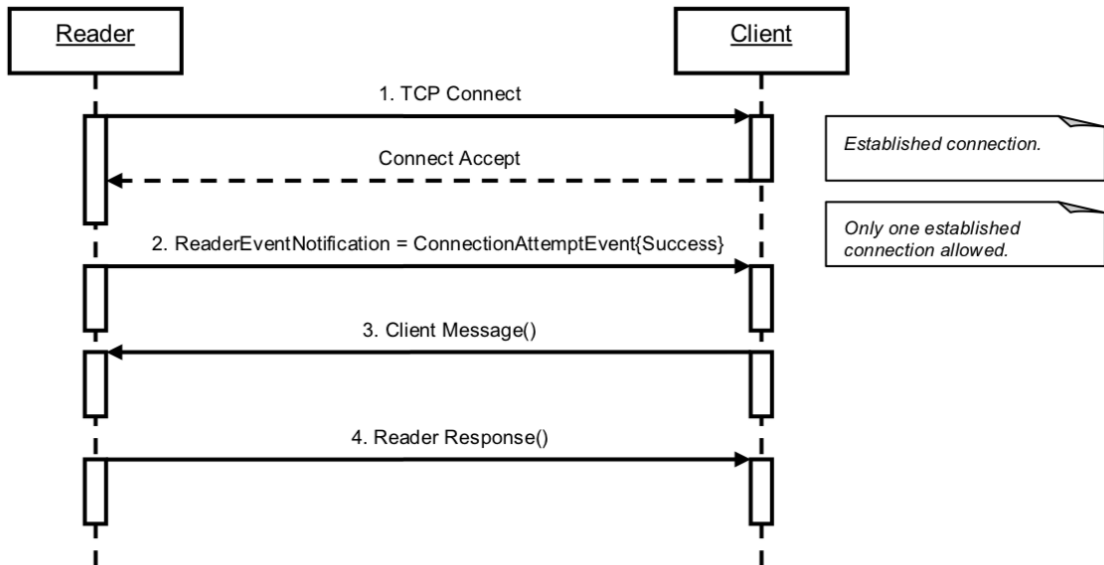 Reader
Client
1. TCP Connect
Established connection.
Connect Accept
Only one established
connection allowed.
2. ReaderEventNotification = ConnectionAttemptEvent{Success}
3. Client Message()
4. Reader Response()